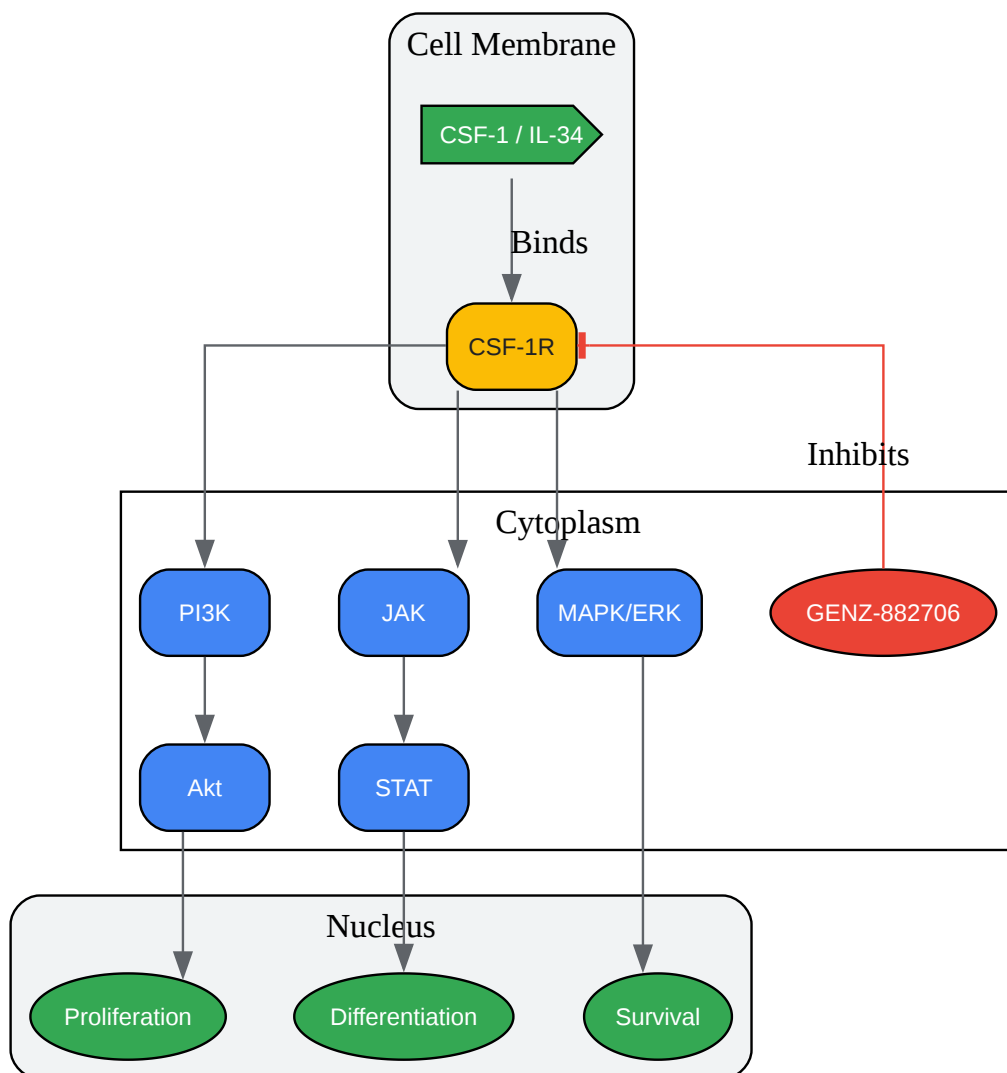 Cell Membrane
CSF-1 / IL-34
Binds
CSF-1R
Inhibits
Cytoplasm
PI3K
JAK
MAPK/ERK
GENZ-882706
Akt
STAT
Nucleus
Proliferation
Differentiation
Survival